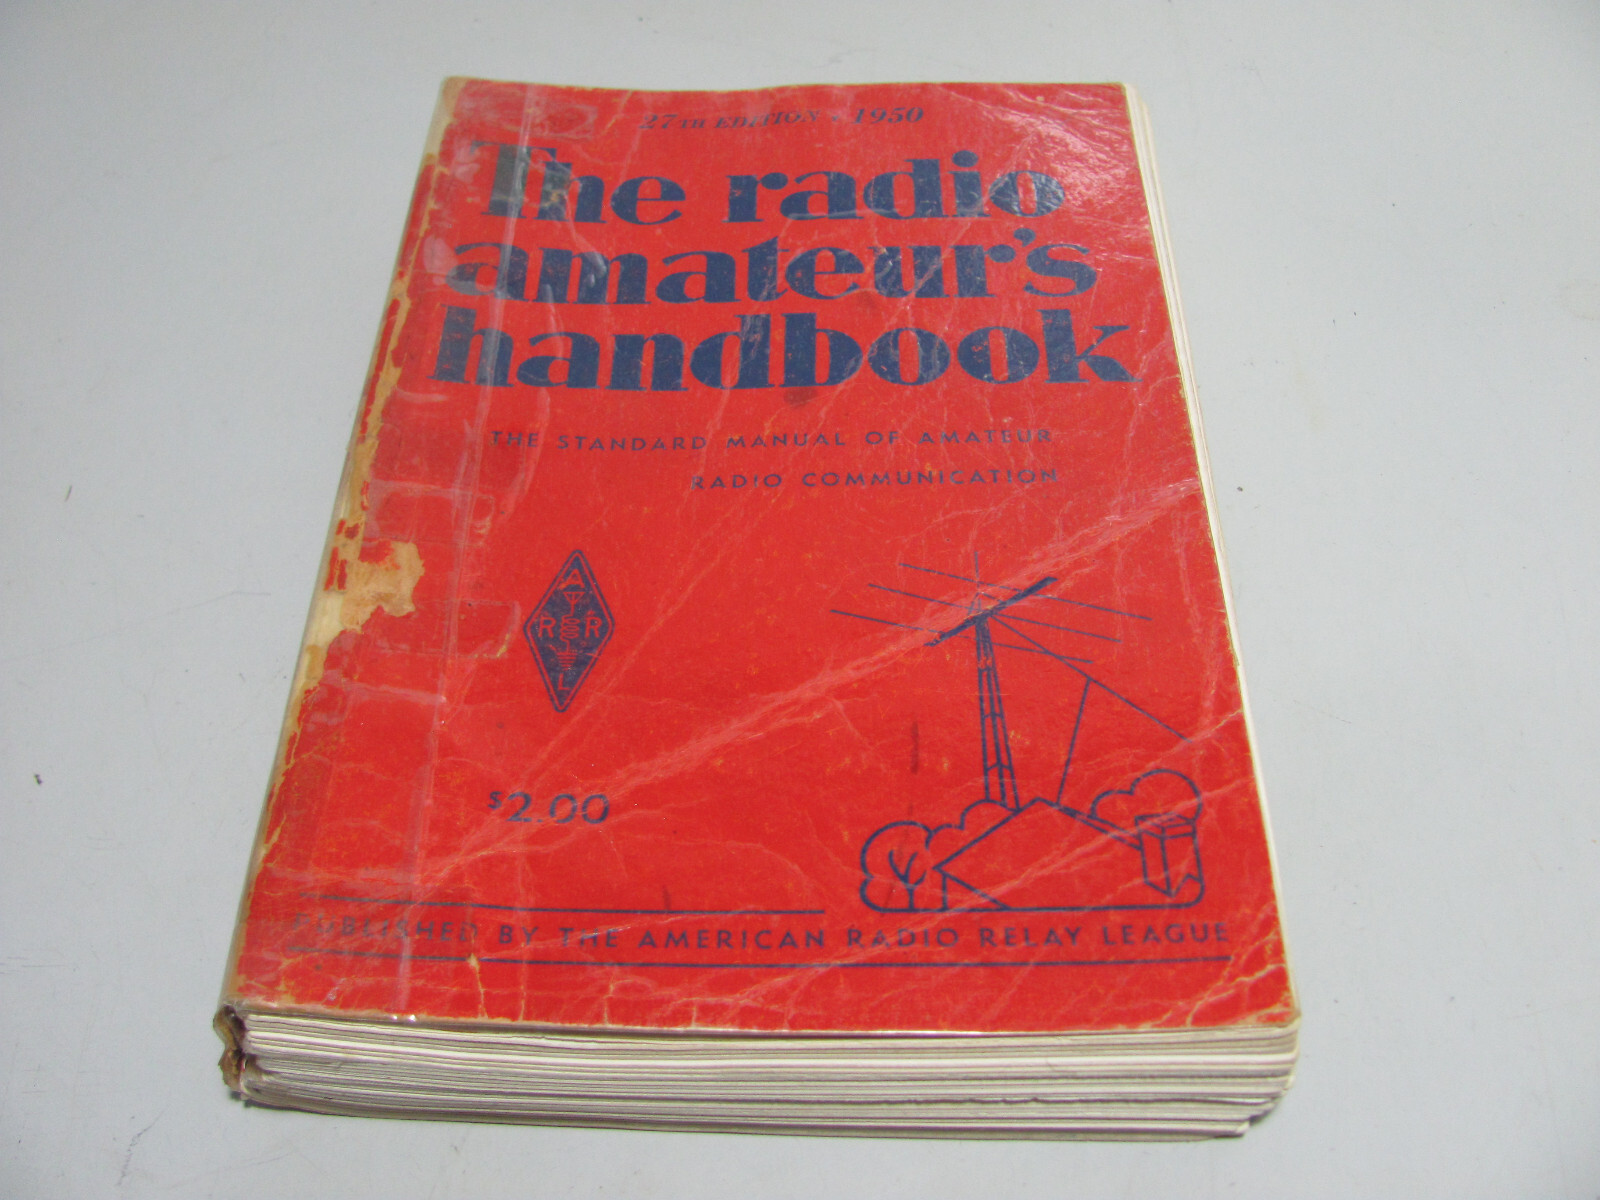 27TH EDITION • 1950
The radio
amateur's
handbook
THE STANDARD MANUAL OF AMATEUR
RADIO COMMUNICATION
A
R R
L
$2.00
PUBLISHED BY THE AMERICAN RADIO RELAY LEAGUE